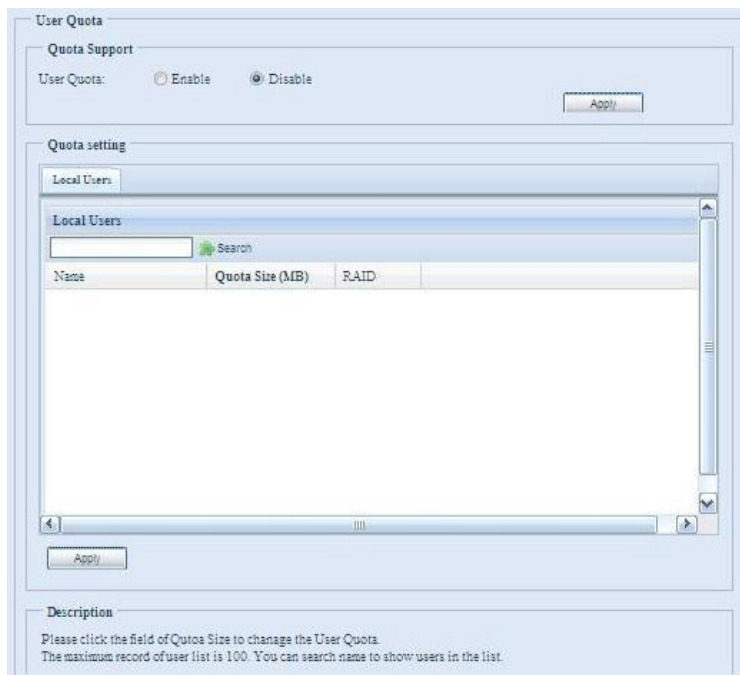 User Quota
Quota Support
User Quota: Enable Disable
Apply
Quota setting
Local Users
Local Users
Search
Name Quota Size (MB) RAID
Apply
Description
Please click the field of Qutoa Size to chanage the User Quota.
The maximum record of user list is 100. You can search name to show users in the list.